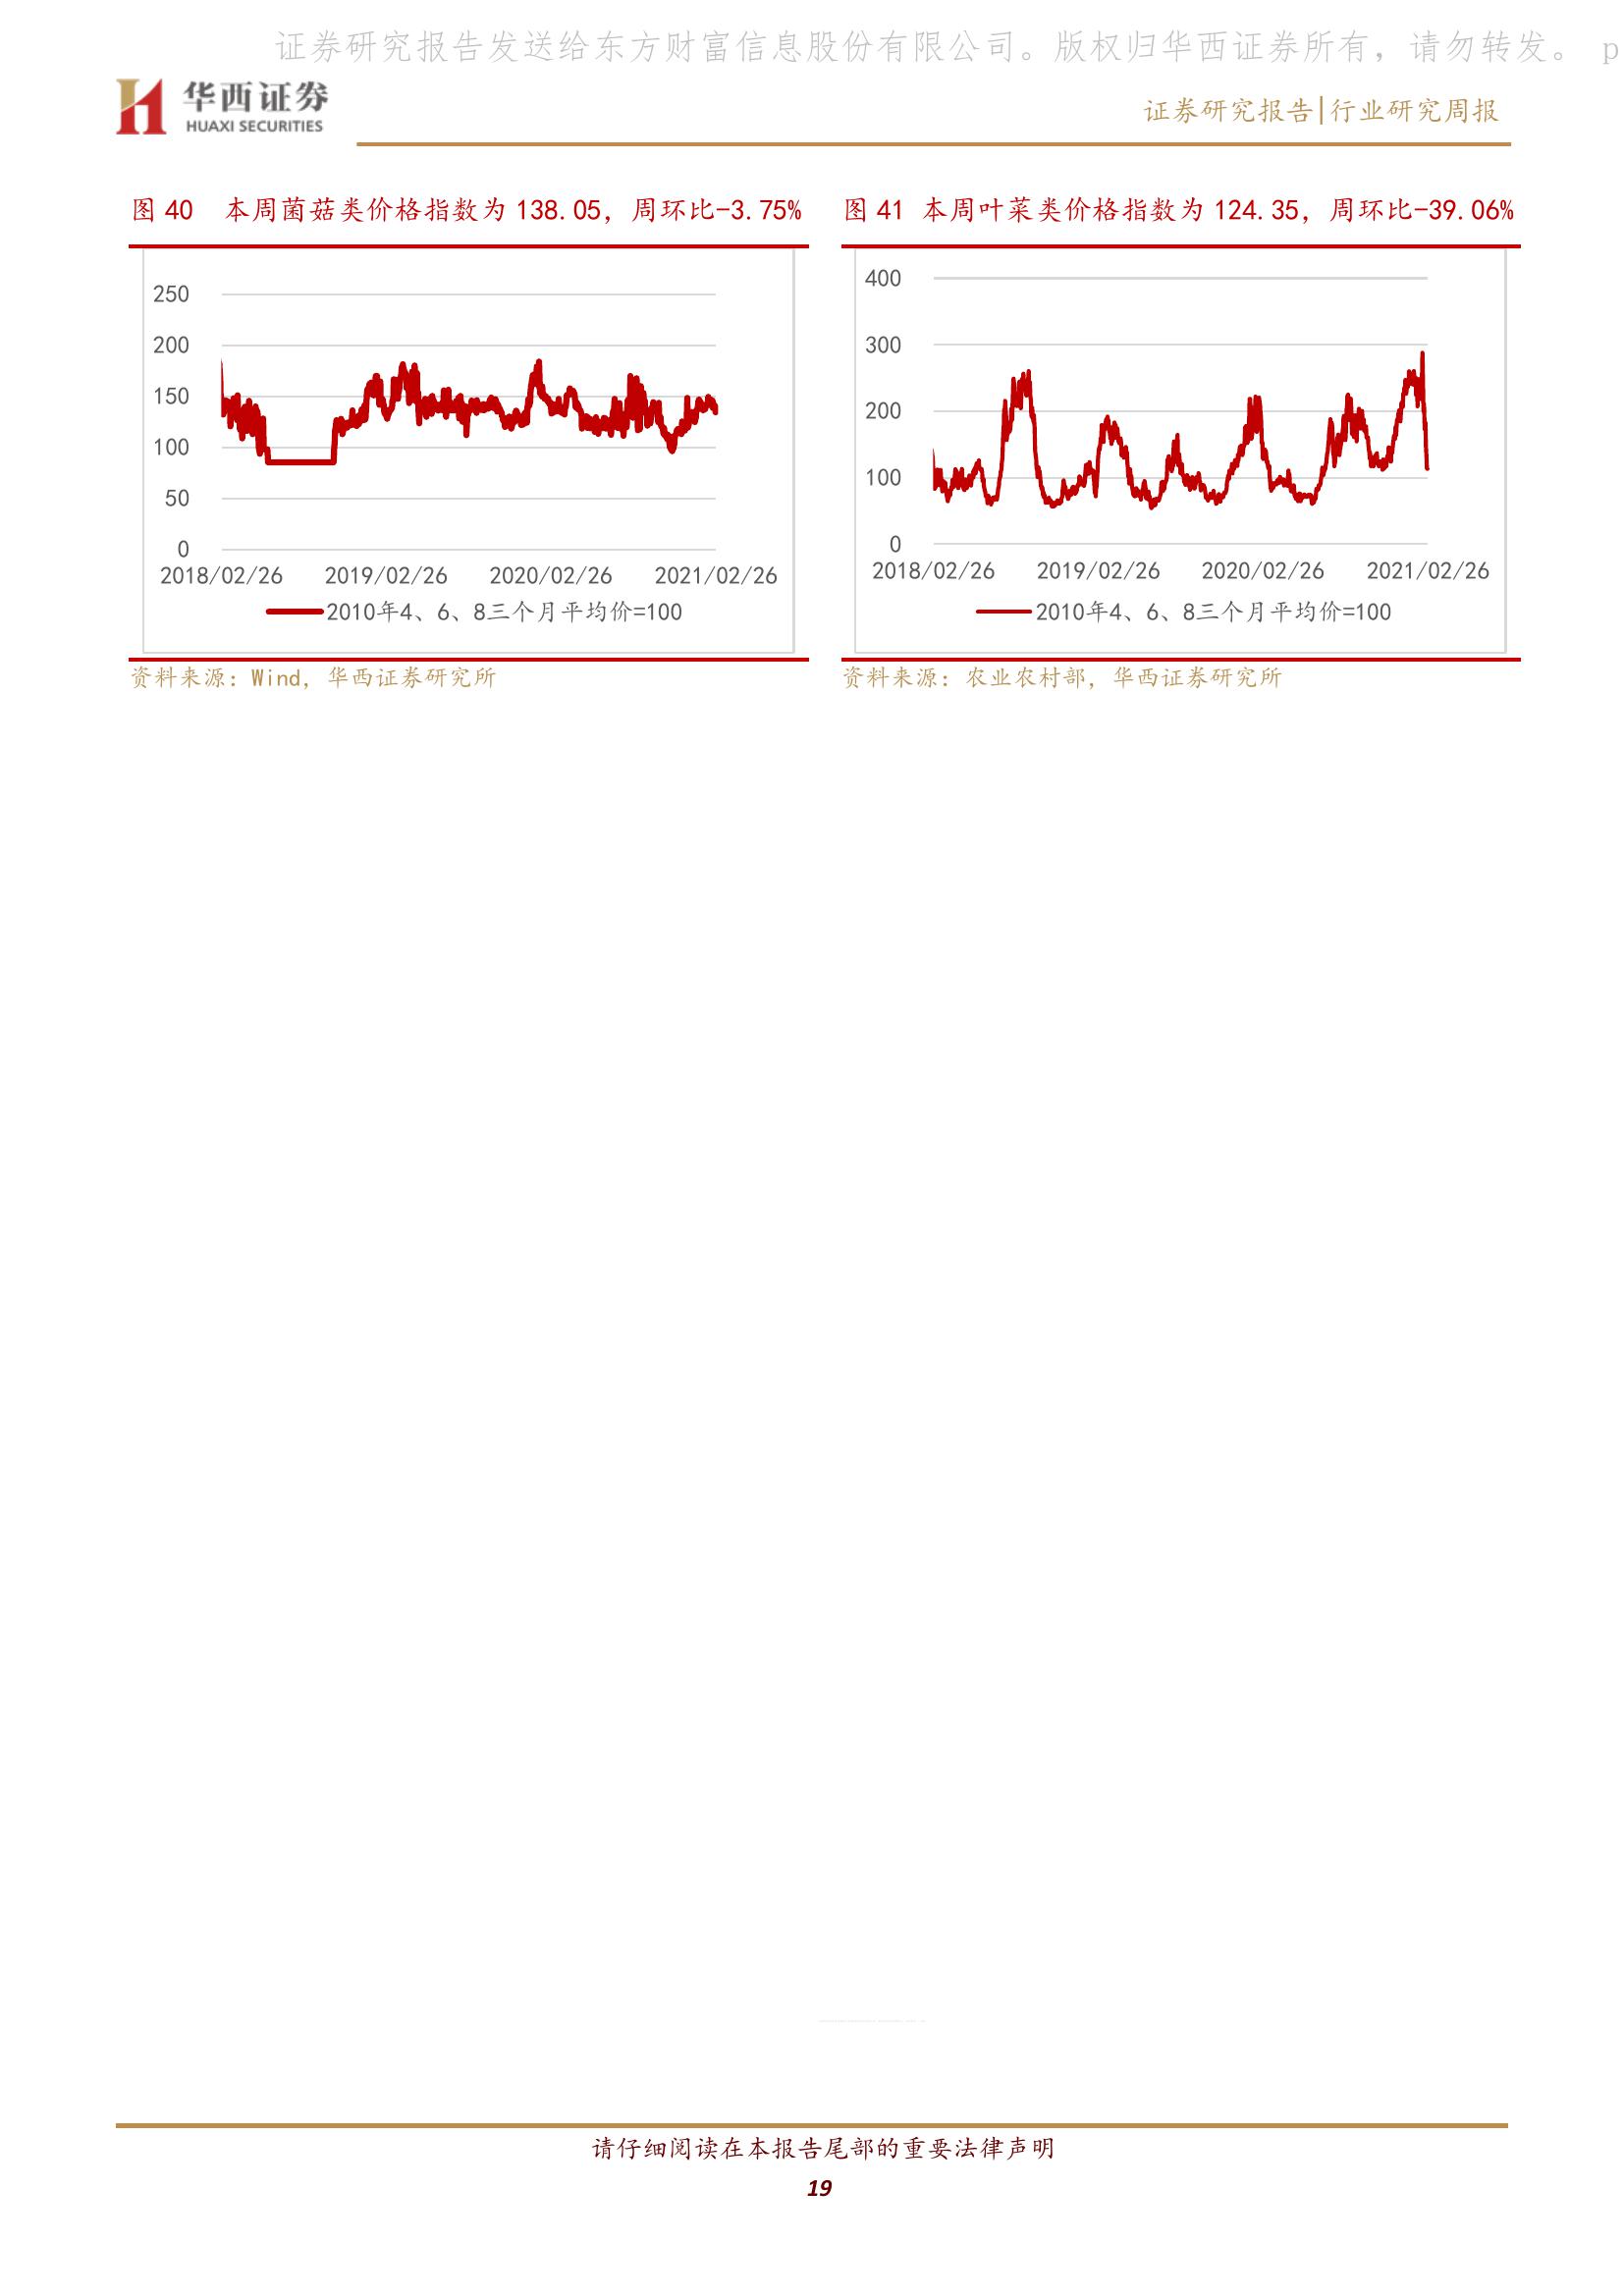 证券研究报告发送给东方财富信息股份有限公司。版权归华西证券所有，请勿转发。 p
华西证券
HUAXI SECURITIES
证券研究报告|行业研究周报
图 40 本周菌菇类价格指数为 138.05，周环比-3.75%
250
200
150
100
50
0
2018/02/26 2019/02/26 2020/02/26 2021/02/26
2010年4、6、8三个月平均价=100
资料来源：Wind，华西证券研究所
图 41 本周叶菜类价格指数为 124.35，周环比-39.06%
400
300
200
100
0
2018/02/26 2019/02/26 2020/02/26 2021/02/26
2010年4、6、8三个月平均价=100
资料来源：农业农村部，华西证券研究所
请仔细阅读在本报告尾部的重要法律声明
19